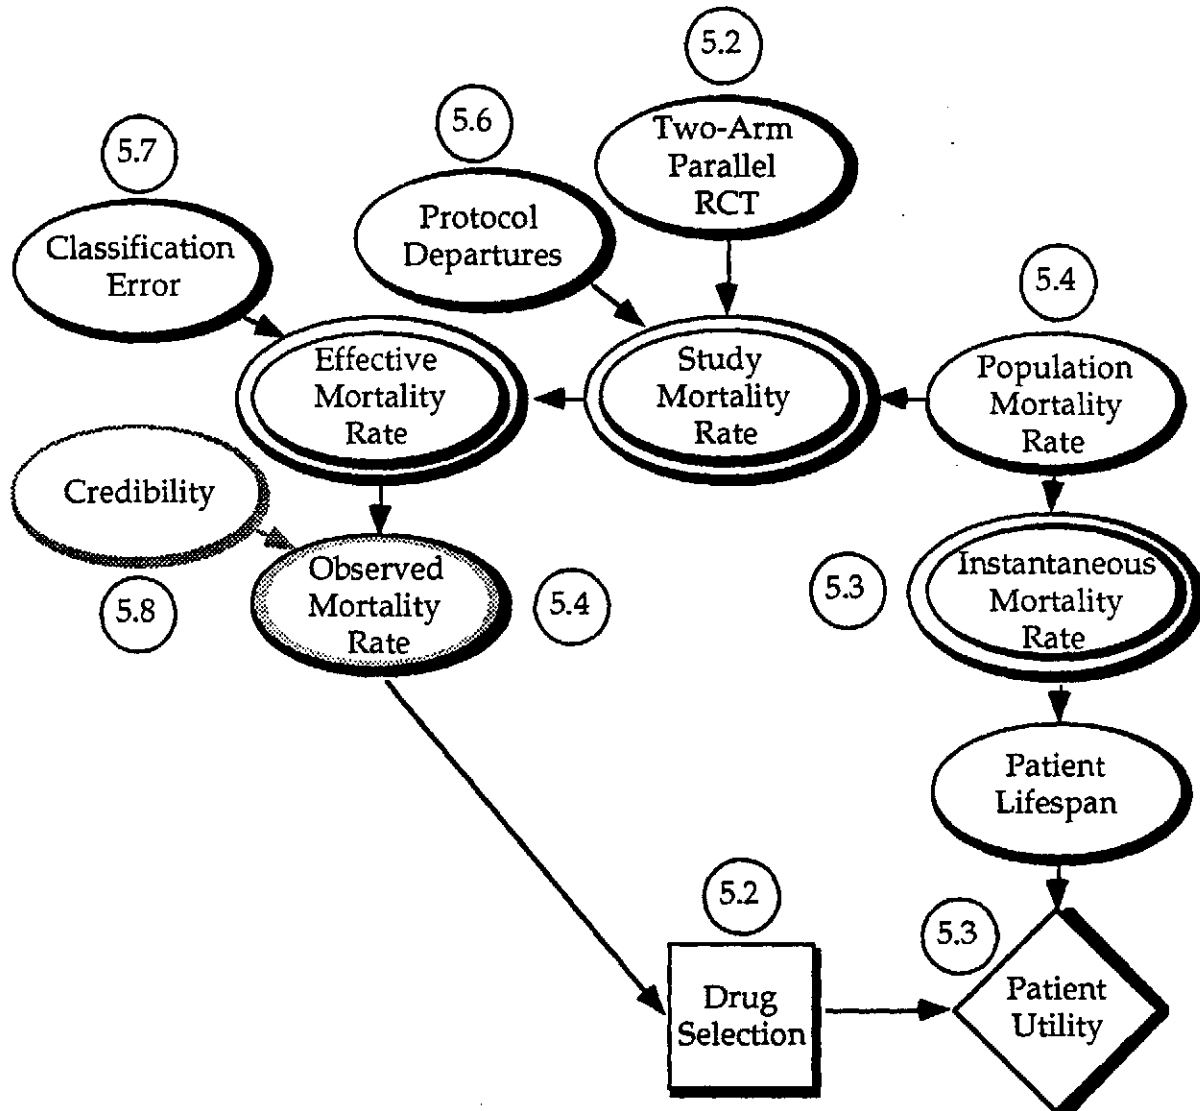 5.2
Two-Arm
Parallel
RCT
5.6
Protocol
Departures
5.7
Classification
Error
5.4
Population
Mortality
Rate
Study
Mortality
Rate
Effective
Mortality
Rate
Credibility
5.8
Observed
Mortality
Rate
5.4
5.3
Instantaneous
Mortality
Rate
Patient
Lifespan
5.2
Drug
Selection
5.3
Patient
Utility